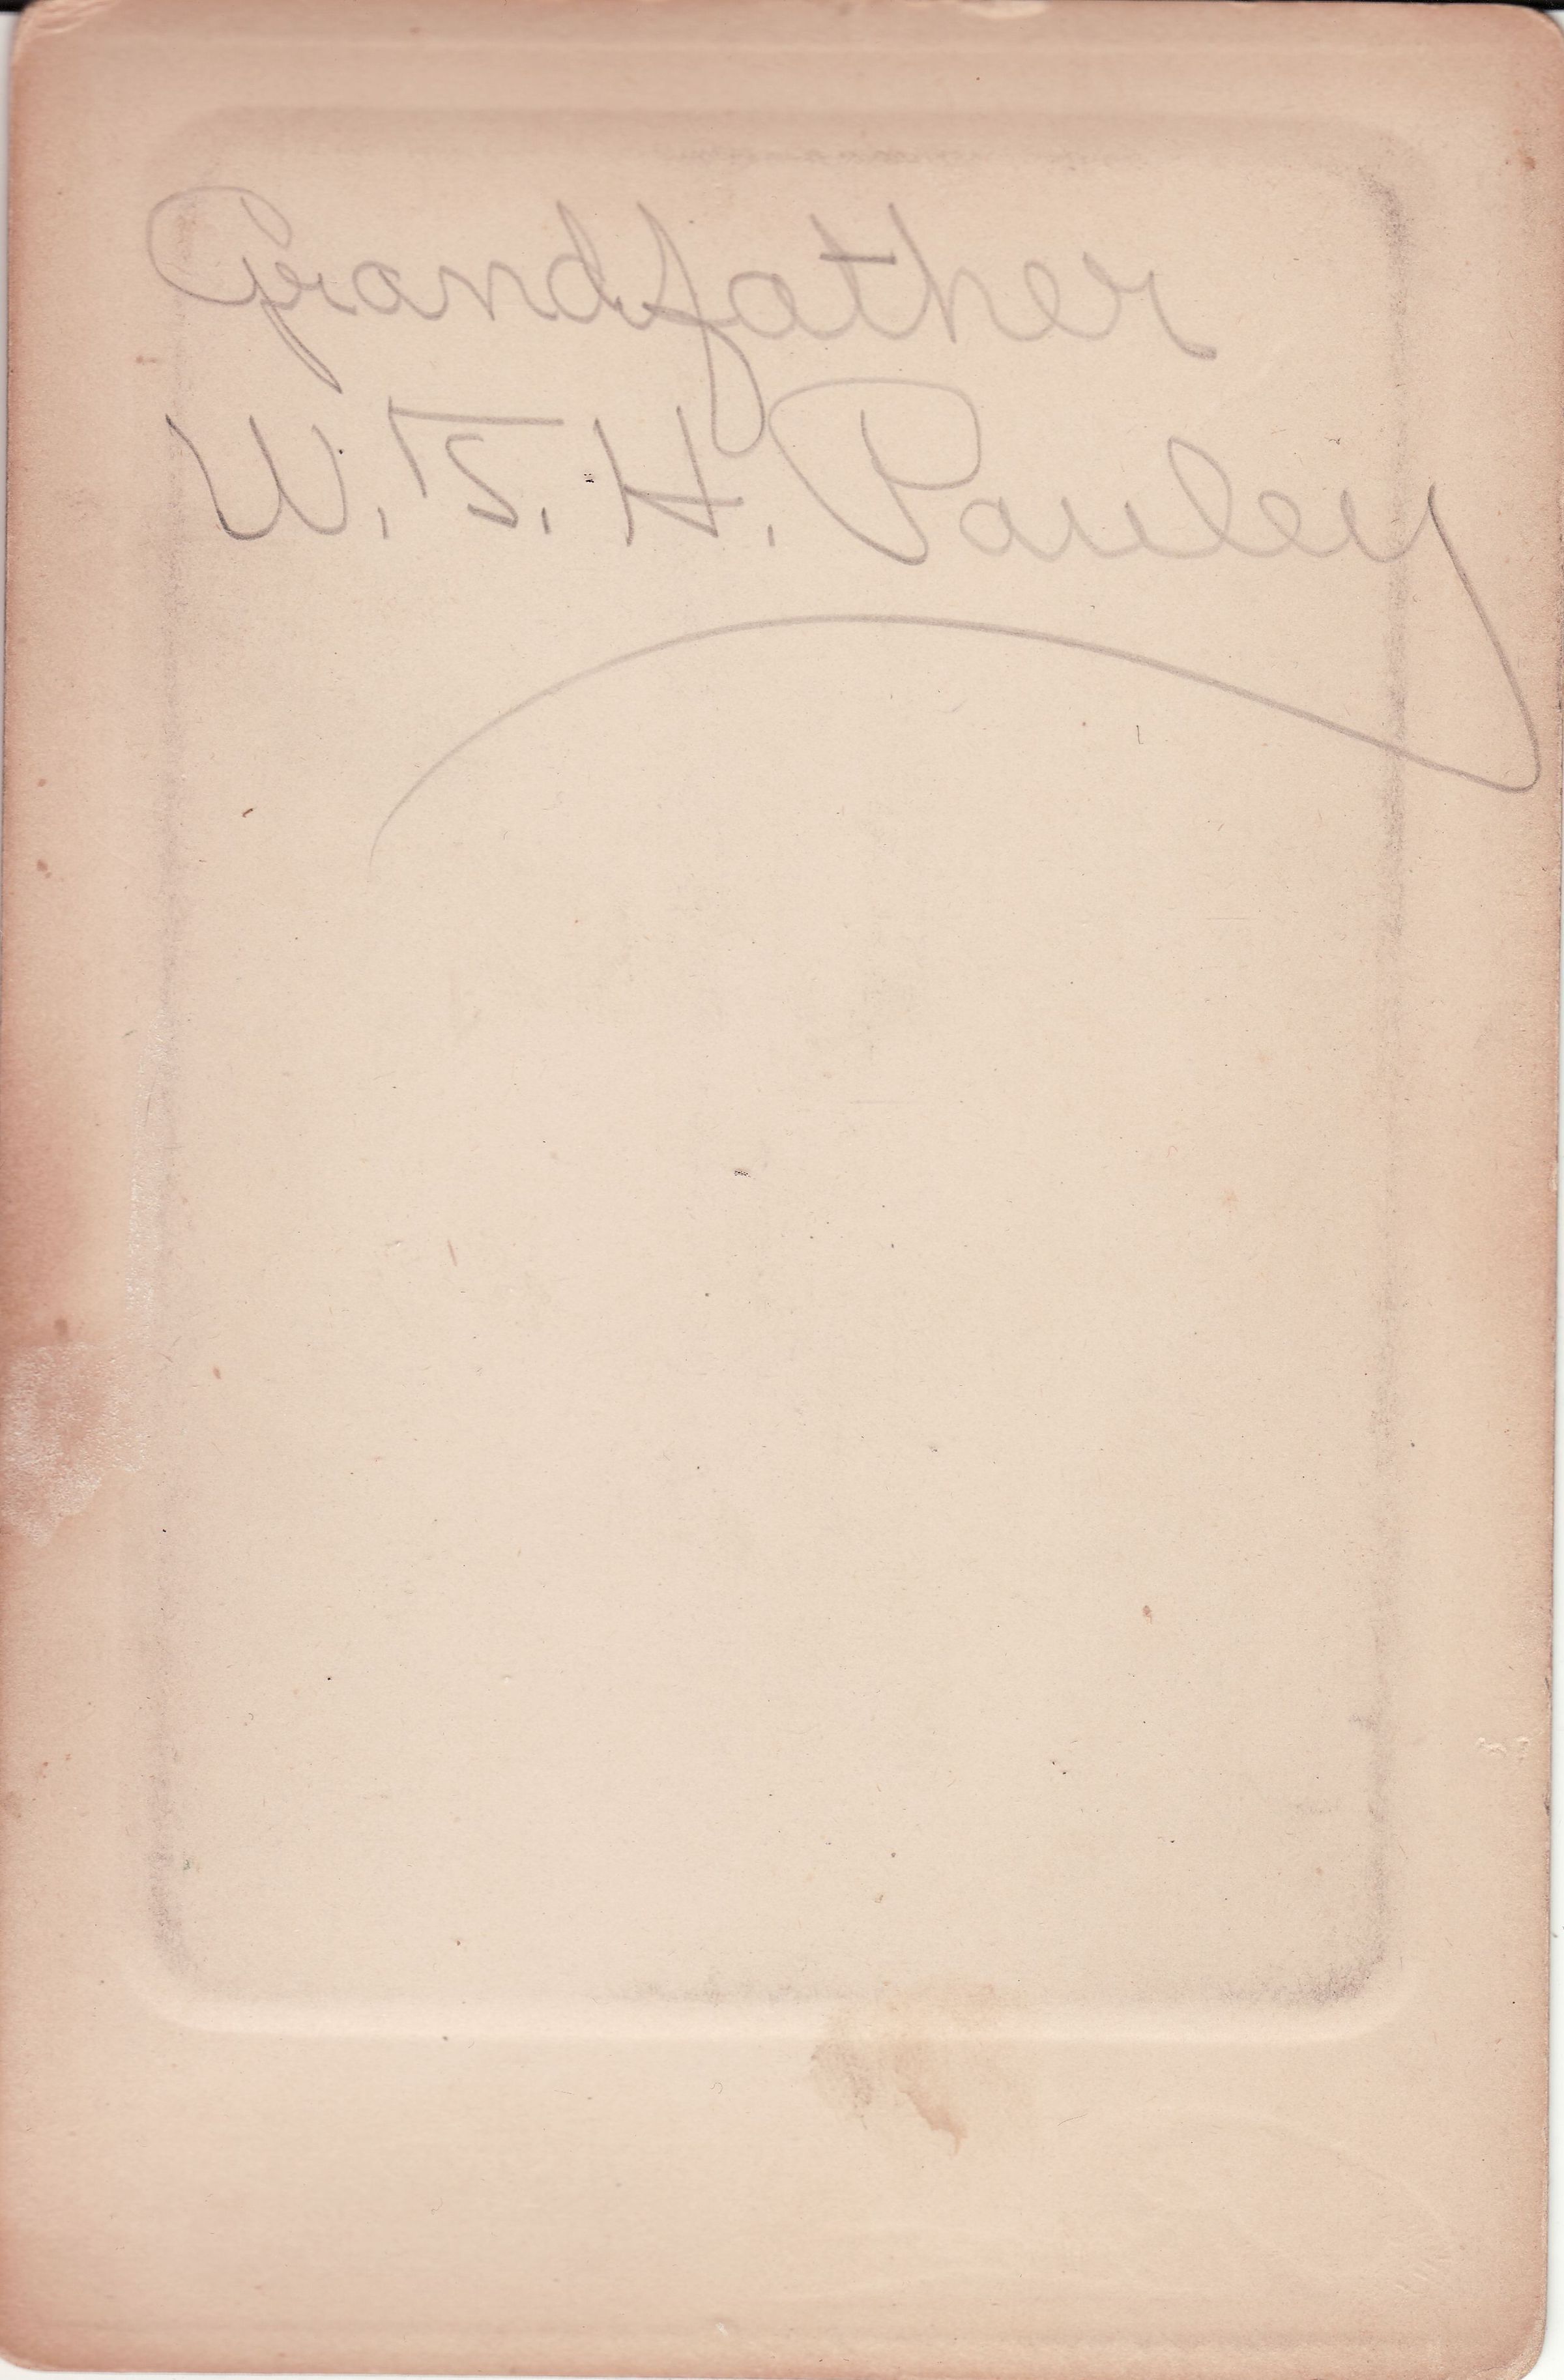 Grandfather
W. T. H. Pauley